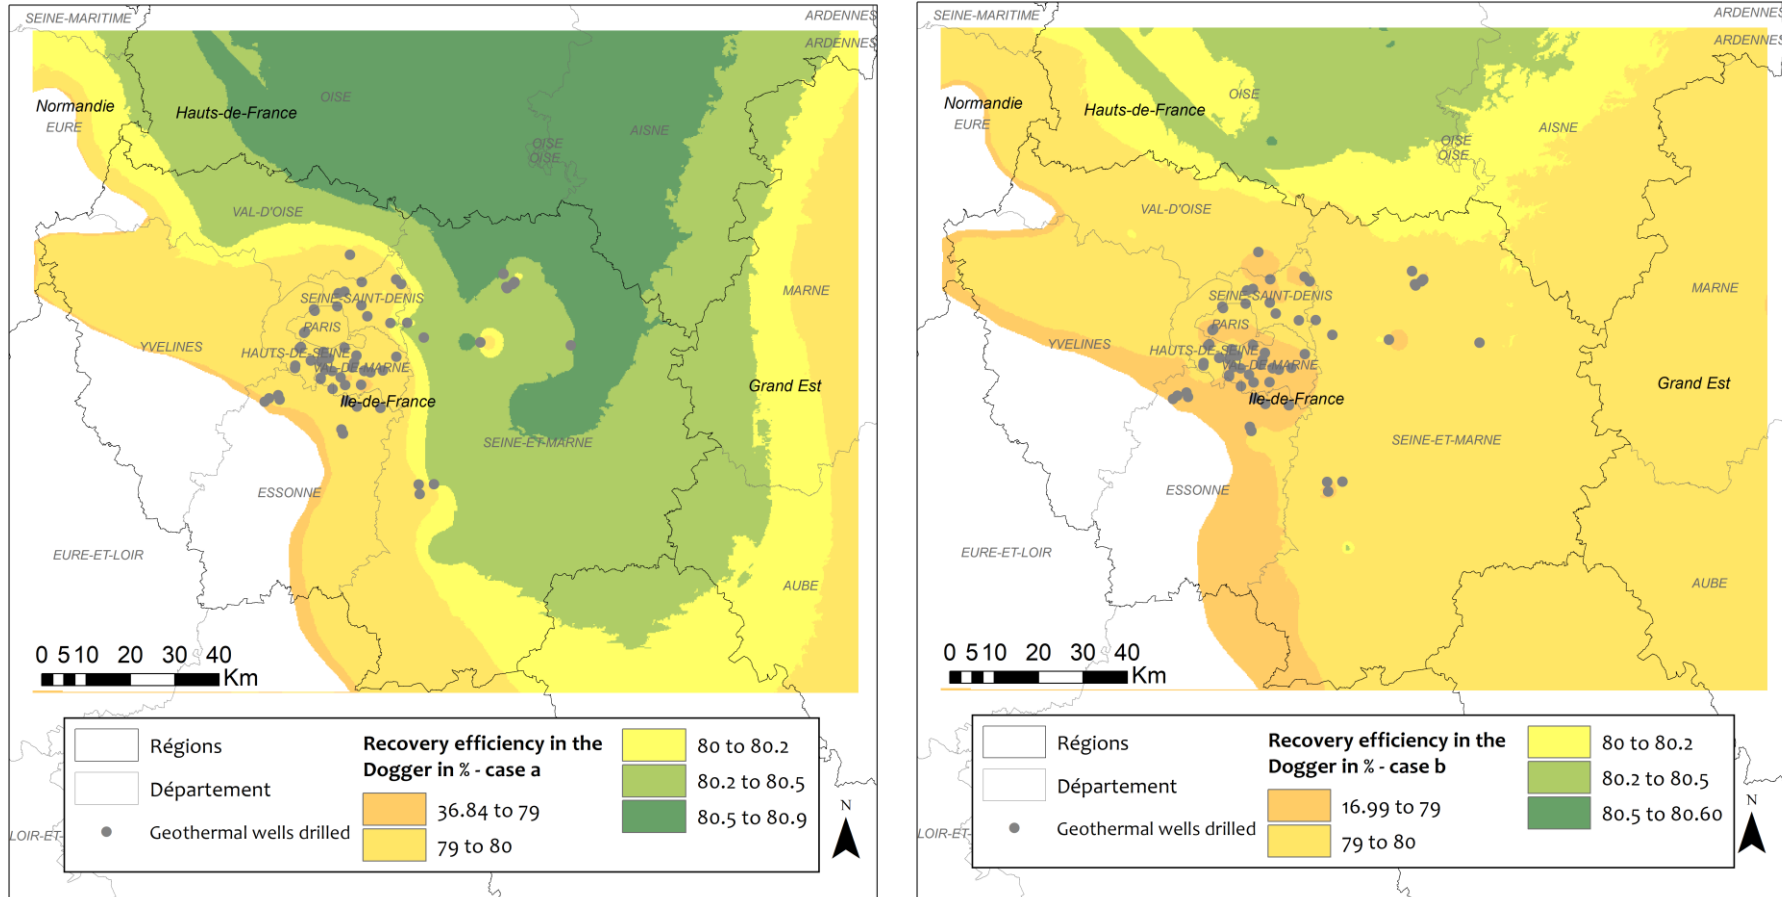 SEINE-MARITIME
ARDENNES
ARDENNES
Normandie
EURE
Hauts-de-France
OISE
AISNE
OISE
OISE
VAL-D'OISE
SEINE-SAINT-DENIS
PARIS
MARNE
YVELINES
HAUTS-DE-SEINE
VAL-DE-MARNE
Grand Est
Ile-de-France
SEINE-ET-MARNE
ESSONNE
EURE-ET-LOIR
AUBE
0 5 10 20 30 40
Km
Régions
Département
Geothermal wells drilled
LOIR-ET-
Recovery efficiency in the
Dogger in % - case a
36.84 to 79
79 to 80
80 to 80.2
80.2 to 80.5
80.5 to 80.9
N
SEINE-MARITIME
ARDENNES
ARDENNES
Normandie
EURE
Hauts-de-France
OISE
AISNE
OISE
OISE
VAL-D'OISE
SEINE-SAINT-DENIS
PARIS
MARNE
YVELINES
HAUTS-DE-SEINE
VAL-DE-MARNE
Grand Est
Ile-de-France
SEINE-ET-MARNE
ESSONNE
EURE-ET-LOIR
AUBE
0 5 10 20 30 40
Km
Régions
Département
Geothermal wells drilled
LOIR-ET-
Recovery efficiency in the
Dogger in % - case b
16.99 to 79
79 to 80
80 to 80.2
80.2 to 80.5
80.5 to 80.60
N